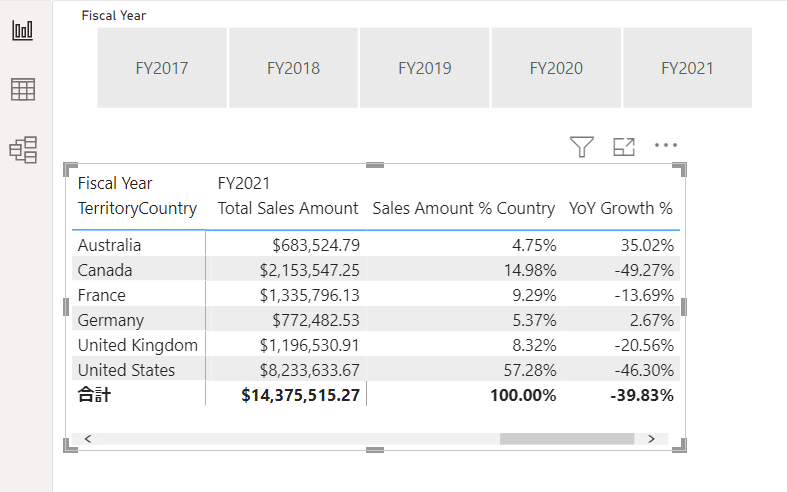 Fiscal Year
FY2017 FY2018 FY2019 FY2020 FY2021
Fiscal Year FY2021
TerritoryCountry Total Sales Amount Sales Amount % Country YoY Growth %
Australia $683,524.79 4.75% 35.02%
Canada $2,153,547.25 14.98% -49.27%
France $1,335,796.13 9.29% -13.69%
Germany $772,482.53 5.37% 2.67%
United Kingdom $1,196,530.91 8.32% -20.56%
United States $8,233,633.67 57.28% -46.30%
合計 $14,375,515.27 100.00% -39.83%